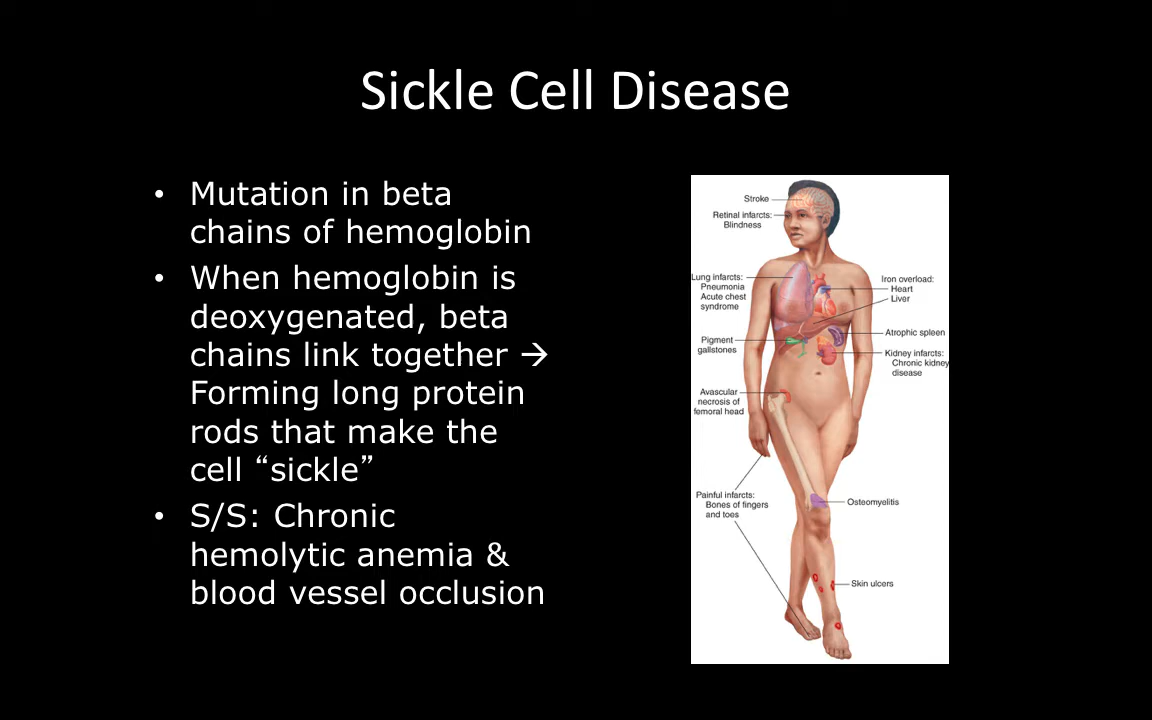 Sickle Cell Disease
• Mutation in beta
chains of hemoglobin
• When hemoglobin is
deoxygenated, beta
chains link together →
Forming long protein
rods that make the
cell “sickle”
• S/S: Chronic
hemolytic anemia &
blood vessel occlusion
Stroke
Retinal infarcts:
Blindness
Lung infarcts:
Pneumonia
Acute chest
syndrome
Pigment
gallstones
Avascular
necrosis of
femoral head
Painful infarcts:
Bones of fingers
and toes
Iron overload:
Heart
Liver
Atrophic spleen
Kidney infarcts:
Chronic kidney
disease
Osteomyelitis
Skin ulcers